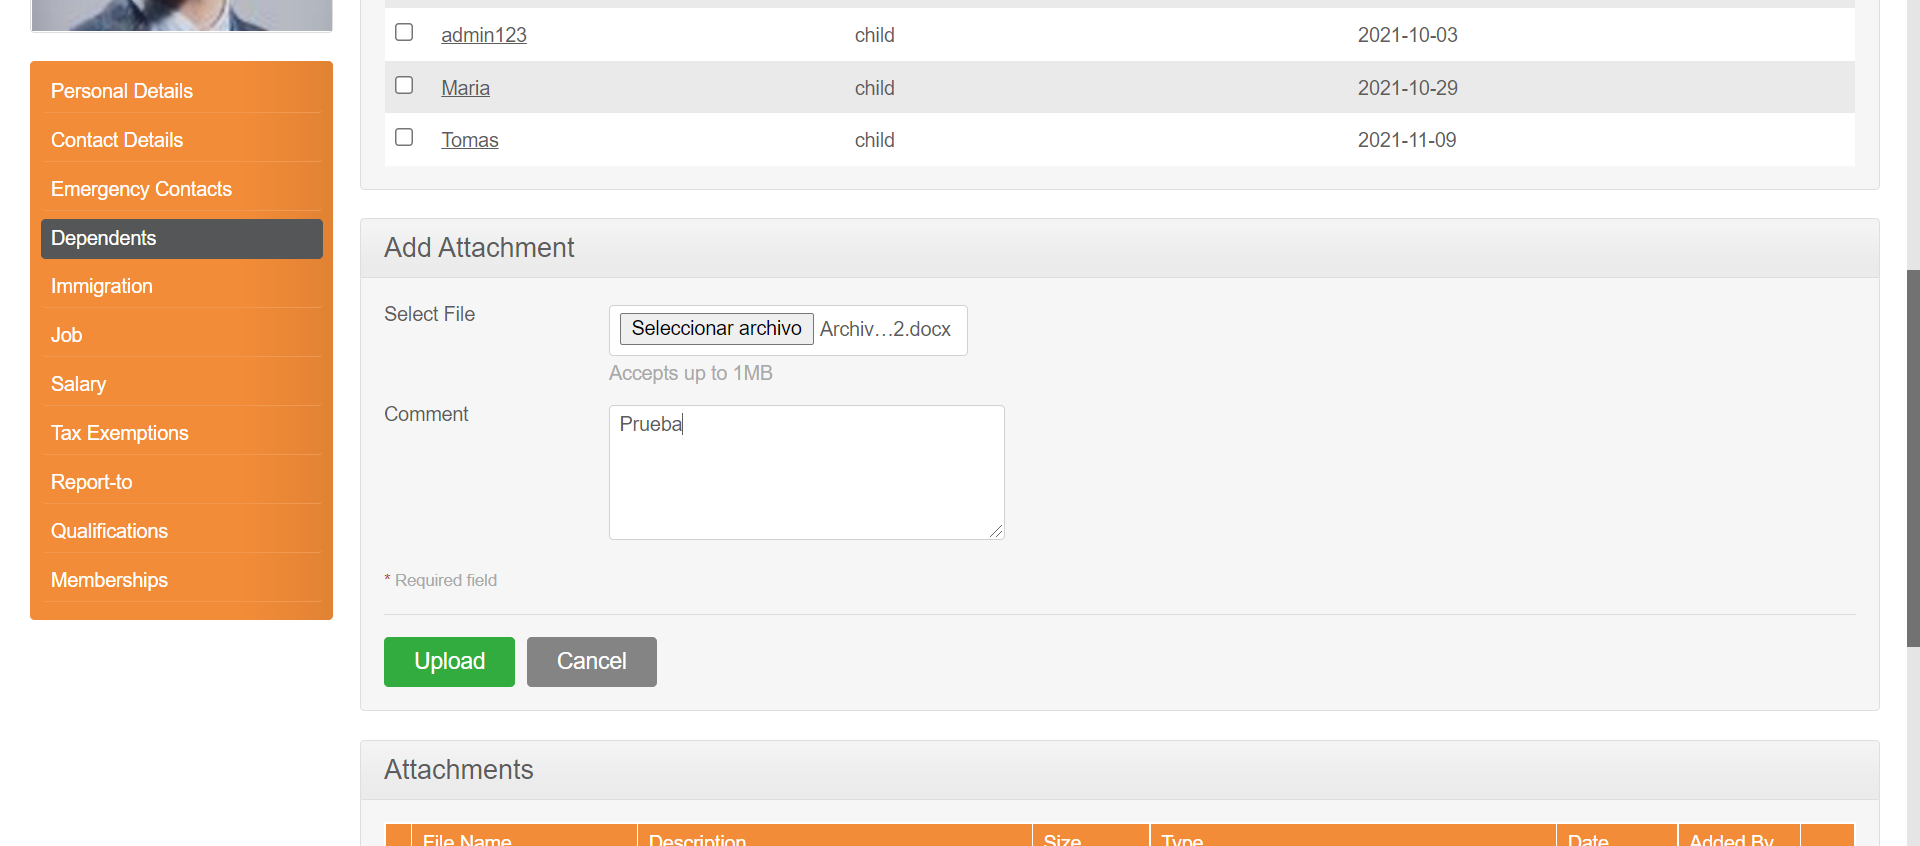 Personal Details
Contact Details
Emergency Contacts
Dependents
Immigration
Job
Salary
Tax Exemptions
Report-to
Qualifications
Memberships
admin123 child 2021-10-03
Maria child 2021-10-29
Tomas child 2021-11-09
Add Attachment
Select File
Seleccionar archivo Archiv…2.docx
Accepts up to 1MB
Comment
Prueba
* Required field
Upload Cancel
Attachments
File Name Description Size Type Date Added By